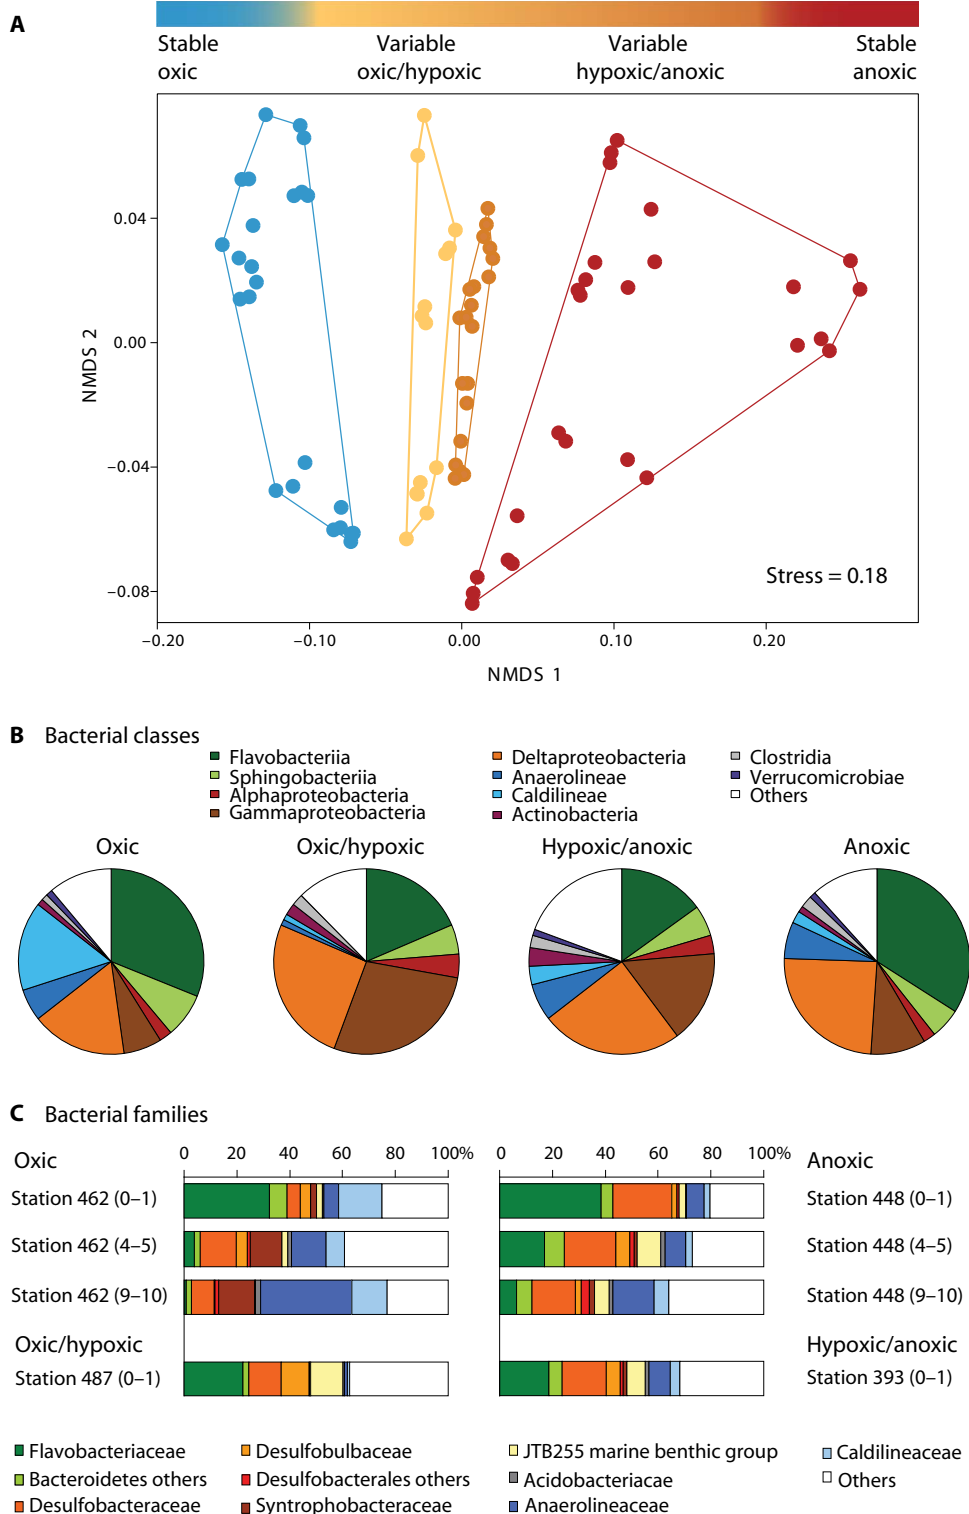 A
Stable oxic
Variable oxic/hypoxic
Variable hypoxic/anoxic
Stable anoxic
NMDS 2
0.04
0.00
−0.04
−0.08
Stress = 0.18
−0.20 −0.10 0.00 0.10 0.20
NMDS 1
B Bacterial classes
Flavobacteriia
Sphingobacteriia
Alphaproteobacteria
Gammaproteobacteria
Deltaproteobacteria
Anaerolineae
Caldilineae
Actinobacteria
Clostridia
Verrucomicrobiae
Others
Oxic
Oxic/hypoxic
Hypoxic/anoxic
Anoxic
C Bacterial families
0 20 40 60 80 100%
Oxic
Station 462 (0–1)
Station 462 (4–5)
Station 462 (9–10)
Oxic/hypoxic
Station 487 (0–1)
0 20 40 60 80 100%
Anoxic
Station 448 (0–1)
Station 448 (4–5)
Station 448 (9–10)
Hypoxic/anoxic
Station 393 (0–1)
Flavobacteriaceae
Bacteroidetes others
Desulfobacteraceae
Desulfobulbaceae
Desulfobacterales others
Syntrophobacteraceae
JTB255 marine benthic group
Acidobacteriacae
Anaerolineaceae
Caldilineaceae
Others